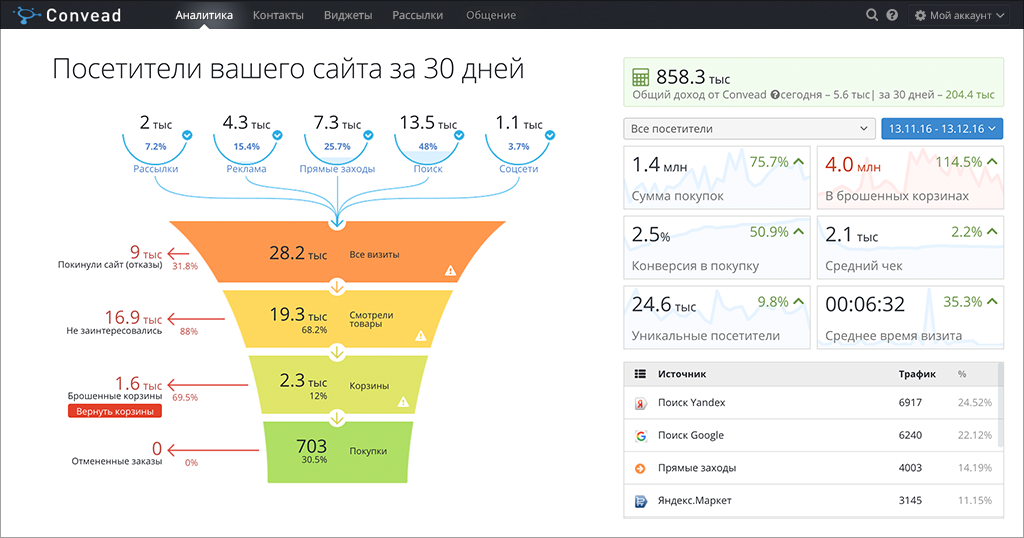 Convead
Аналитика Контакты Виджеты Рассылки Общение
Мой аккаунт
Посетители вашего сайта за 30 дней
2 тыс 4.3 тыс 7.3 тыс 13.5 тыс 1.1 тыс
7.2% 15.4% 25.7% 48% 3.7%
Рассылки Реклама Прямые заходы Поиск Соцсети
28.2 тыс Все визиты
9 тыс
Покинули сайт (отказы) 31.8%
19.3 тыс Смотрели
68.2% товары
16.9 тыс
Не заинтересовались 88%
2.3 тыс Корзины
12%
1.6 тыс
Брошенные корзины 69.5%
Вернуть корзины
703 Покупки
30.5%
0
Отмененные заказы 0%
858.3 тыс
Общий доход от Convead ?сегодня – 5.6 тыс| за 30 дней – 204.4 тыс
Все посетители 13.11.16 - 13.12.16
1.4 млн 75.7%
Сумма покупок
4.0 млн 114.5%
В брошенных корзинах
2.5% 50.9%
Конверсия в покупку
2.1 тыс 2.2%
Средний чек
24.6 тыс 9.8%
Уникальные посетители
00:06:32 35.3%
Среднее время визита
Источник Трафик %
Поиск Yandex 6917 24.52%
Поиск Google 6240 22.12%
Прямые заходы 4003 14.19%
Яндекс.Маркет 3145 11.15%